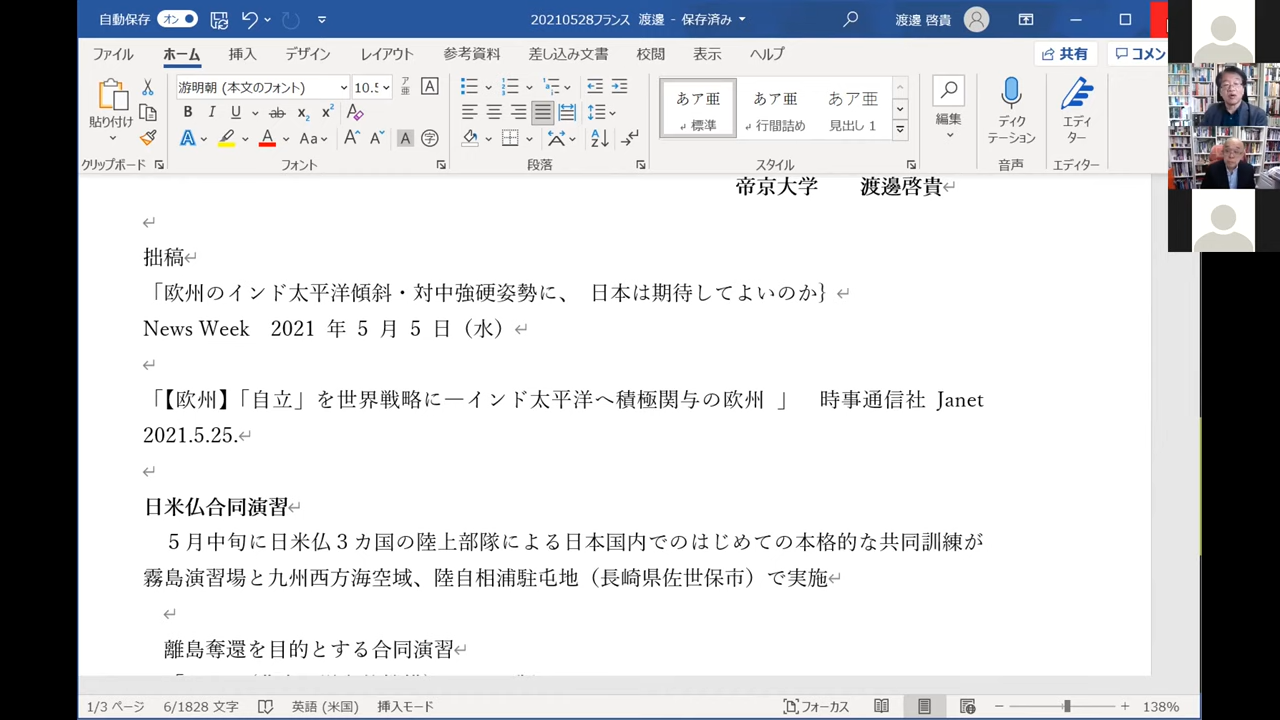 自動保存 オン 20210528フランス 渡邊 - 保存済み 渡邉 啓貴
ファイル ホーム 挿入 デザイン レイアウト 参考資料 差し込み文書 校閲 表示 ヘルプ 共有 コメン
貼り付け
クリップボード
游明朝 (本文のフォント) 10.5
B I U ab x₂ x²
A A Aa A A A 字
フォント
段落
あア亜 あア亜 あア亜
標準 行間詰め 見出し 1
スタイル
編集
ディク
テーション
音声
エディ
ター
エディター
帝京大学 渡邊啓貴
拙稿
「欧州のインド太平洋傾斜・対中強硬姿勢に、 日本は期待してよいのか}
News Week 2021 年 5 月 5 日（水）
「【欧州】「自立」を世界戦略に―インド太平洋へ積極関与の欧州 」 時事通信社 Janet
2021.5.25.
日米仏合同演習
５月中旬に日米仏３カ国の陸上部隊による日本国内でのはじめての本格的な共同訓練が
霧島演習場と九州西方海空域、陸自相浦駐屯地（長崎県佐世保市）で実施
離島奪還を目的とする合同演習
1/3 ページ 6/1828 文字 英語 (米国) 挿入モード フォーカス 138%